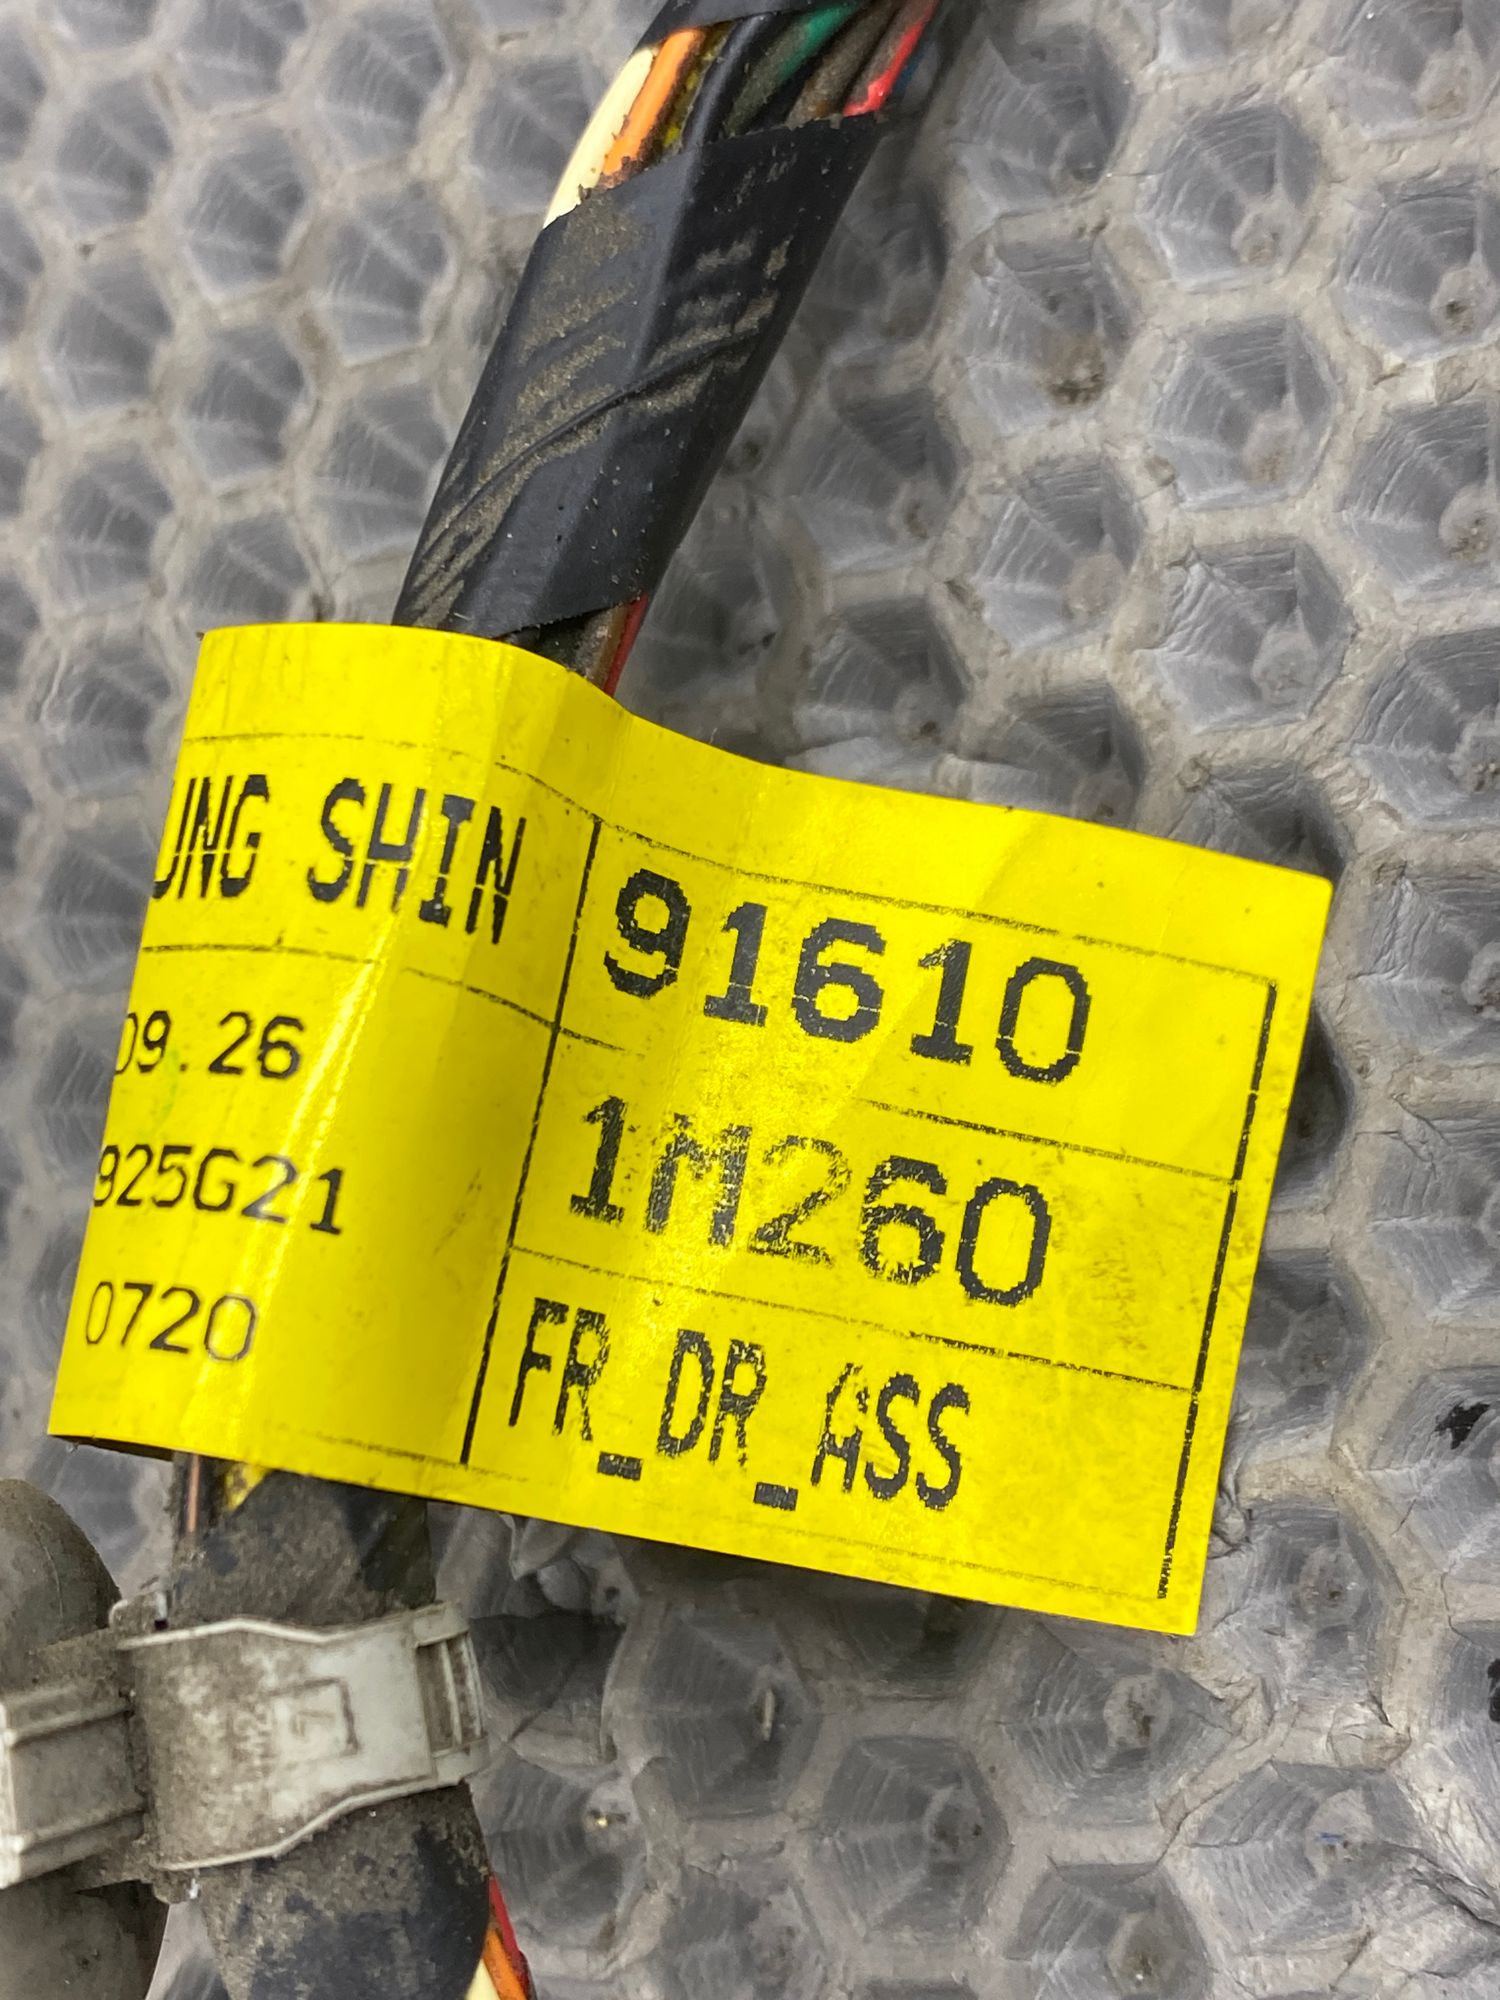 UNG SHIN
09.26
925G21
0720
91610
1M260
FR_DR_ASS